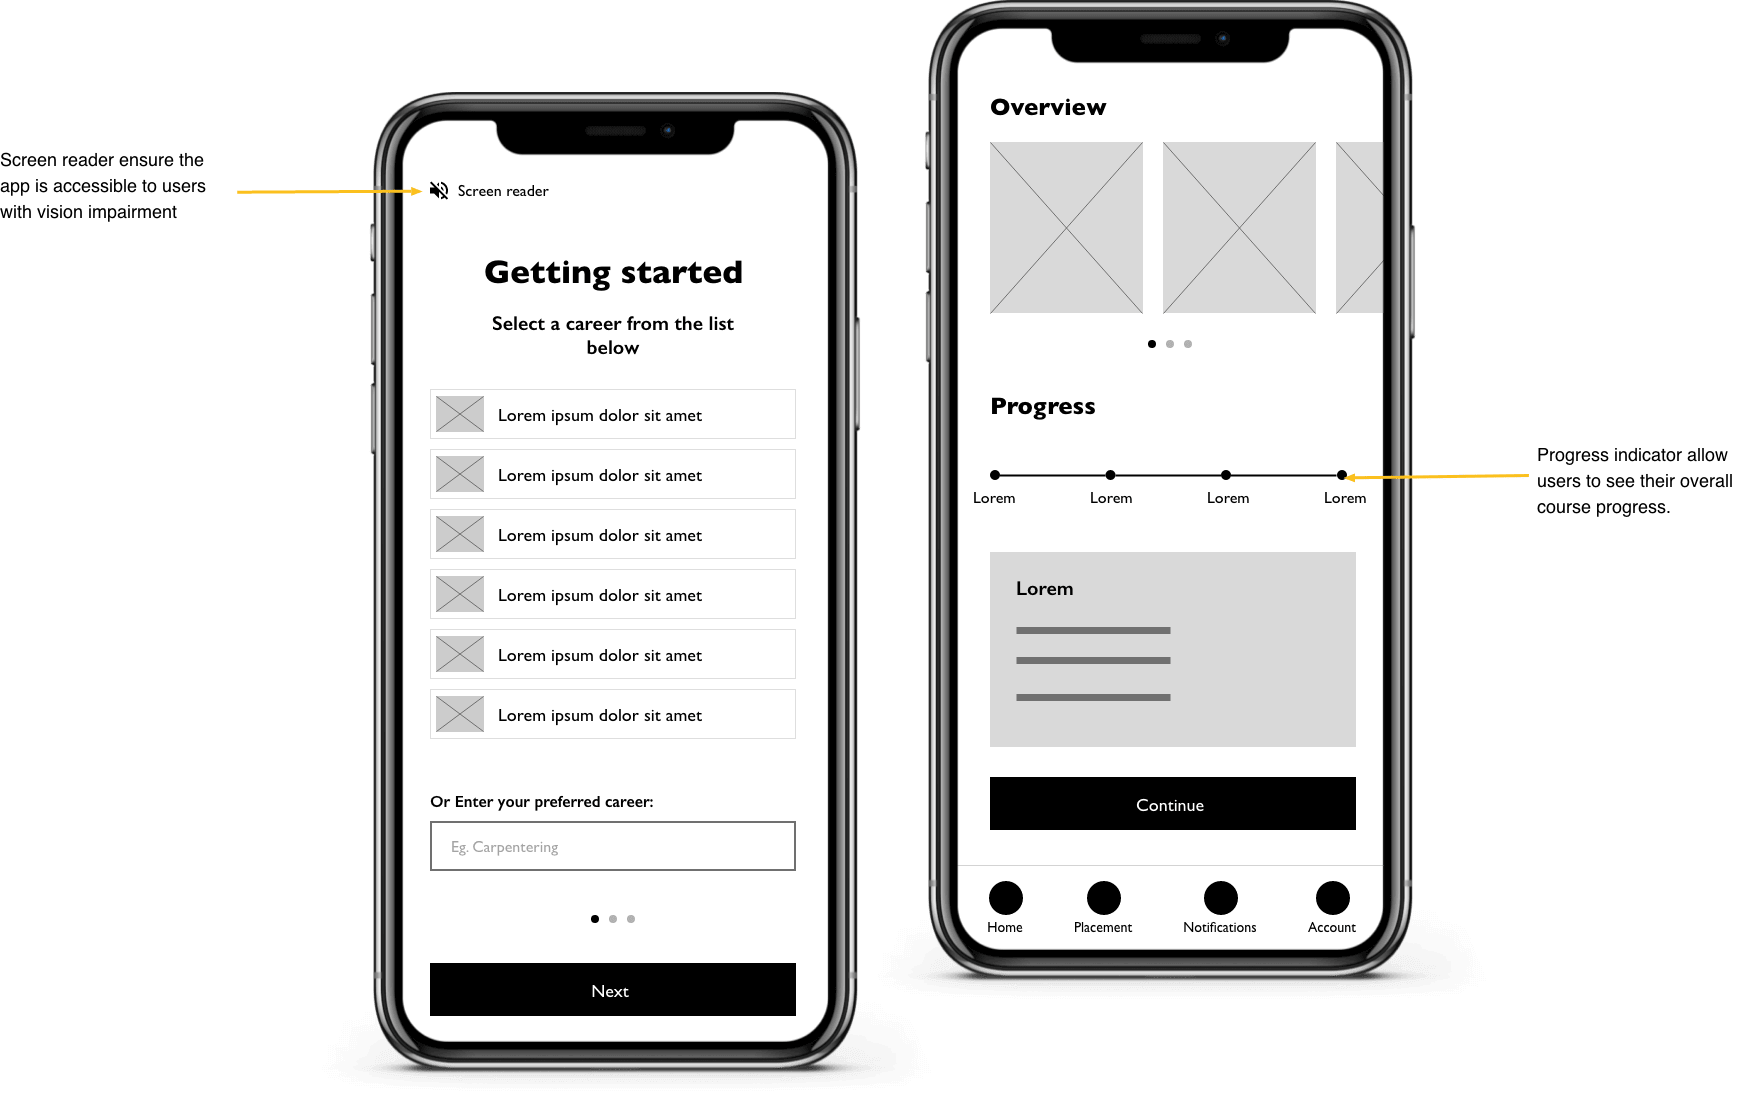 Screen reader ensure the
app is accessible to users
with vision impairment
Screen reader
Getting started
Select a career from the list
below
Lorem ipsum dolor sit amet
Lorem ipsum dolor sit amet
Lorem ipsum dolor sit amet
Lorem ipsum dolor sit amet
Lorem ipsum dolor sit amet
Lorem ipsum dolor sit amet
Or Enter your preferred career:
Eg. Carpentering
Next
Overview
Progress
Lorem Lorem Lorem Lorem
Lorem
Continue
Home Placement Notifications Account
Progress indicator allow
users to see their overall
course progress.